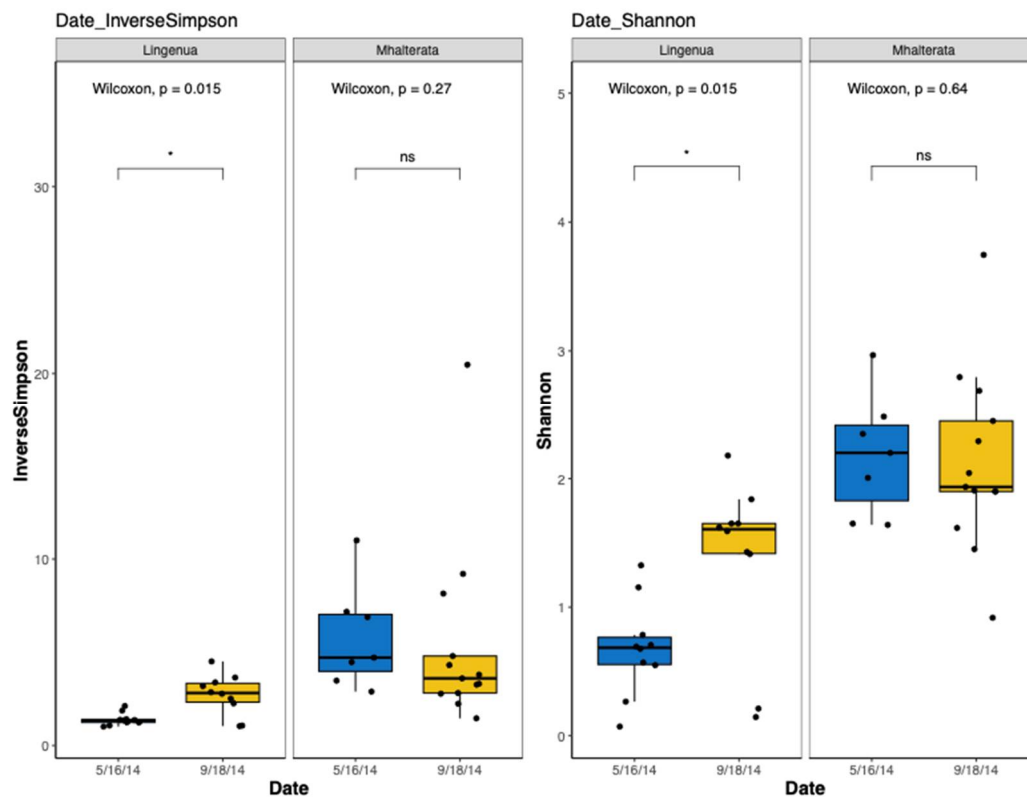 Date_InverseSimpson
Lingenua
Mhalterata
Wilcoxon, p = 0.015
Wilcoxon, p = 0.27
*
ns
30
20
10
0
InverseSimpson
5/16/14
9/18/14
5/16/14
9/18/14
Date
Date_Shannon
Lingenua
Mhalterata
Wilcoxon, p = 0.015
Wilcoxon, p = 0.64
*
ns
5
4
3
2
1
0
Shannon
5/16/14
9/18/14
5/16/14
9/18/14
Date